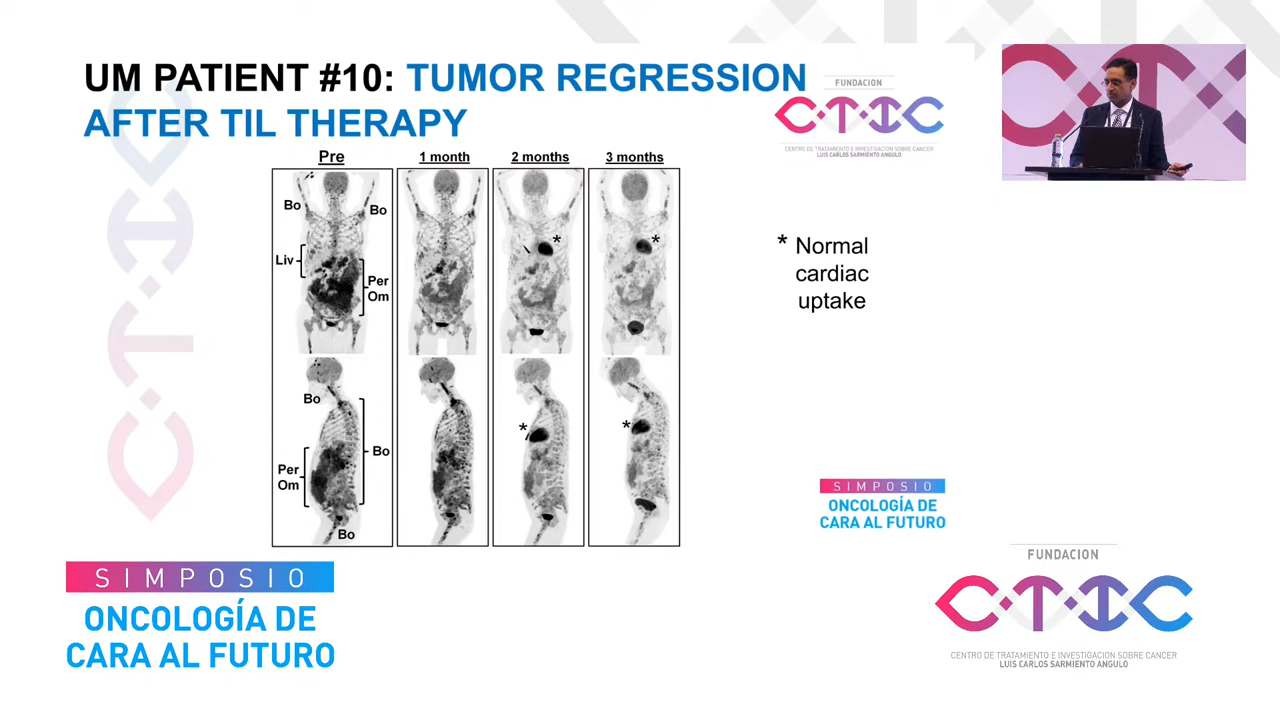 UM PATIENT #10: TUMOR REGRESSION
AFTER TIL THERAPY
FUNDACION
CTIC
CENTRO DE TRATAMIENTO E INVESTIGACION SOBRE CANCER
LUIS CARLOS SARMIENTO ANGULO
Pre
1 month
2 months
3 months
Bo
Bo
Liv
Per
Om
*
*
* Normal
cardiac
uptake
Bo
Bo
Per
Om
Bo
*
*
SIMPOSIO
ONCOLOGÍA DE
CARA AL FUTURO
SIMPOSIO
ONCOLOGÍA DE
CARA AL FUTURO
FUNDACION
CTIC
CENTRO DE TRATAMIENTO E INVESTIGACION SOBRE CANCER
LUIS CARLOS SARMIENTO ANGULO
C·T·I·C